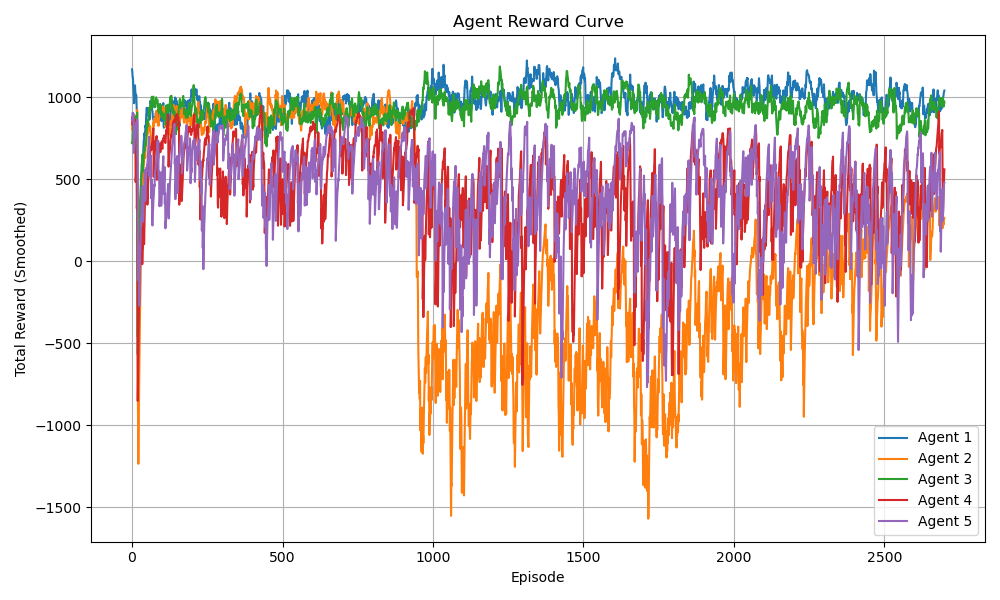 Agent Reward Curve
Total Reward (Smoothed)
1000
500
0
−500
−1000
−1500
0
500
1000
1500
2000
2500
Episode
Agent 1
Agent 2
Agent 3
Agent 4
Agent 5